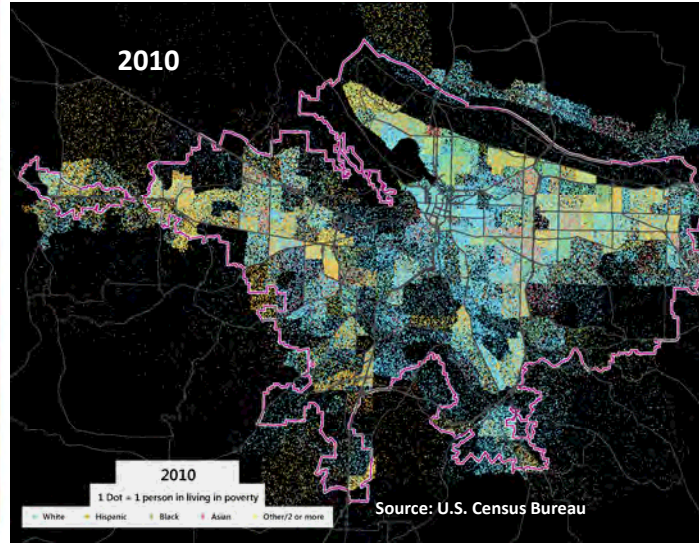 2010
2010
1 Dot = 1 person in living in poverty
White Hispanic Black Asian Other/2 or more
Source: U.S. Census Bureau